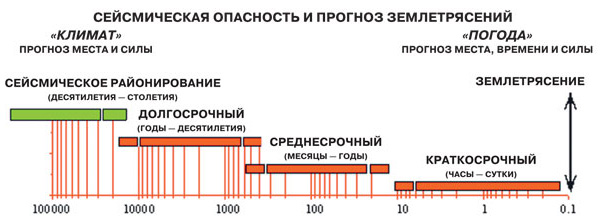 СЕЙСМИЧЕСКАЯ ОПАСНОСТЬ И ПРОГНОЗ ЗЕМЛЕТРЯСЕНИЙ
«КЛИМАТ»
ПРОГНОЗ МЕСТА И СИЛЫ
«ПОГОДА»
ПРОГНОЗ МЕСТА, ВРЕМЕНИ И СИЛЫ
СЕЙСМИЧЕСКОЕ РАЙОНИРОВАНИЕ
(ДЕСЯТИЛЕТИЯ — СТОЛЕТИЯ)
ЗЕМЛЕТРЯСЕНИЕ
ДОЛГОСРОЧНЫЙ
(ГОДЫ — ДЕСЯТИЛЕТИЯ)
СРЕДНЕСРОЧНЫЙ
(МЕСЯЦЫ — ГОДЫ)
КРАТКОСРОЧНЫЙ
(ЧАСЫ — СУТКИ)
100000 10000 1000 100 10 1 0.1